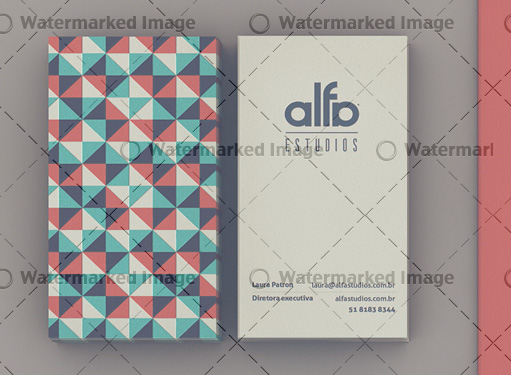 Watermarked Image
Watermarked Image
alfa
ESTUDIOS
Watermarked Image
Watermarl
Watermarked Image
Watermarked Image
Laura Patron
laura@alfastudios.com.br
Diretora executiva
alfastudios.com.br
51 8183 8344